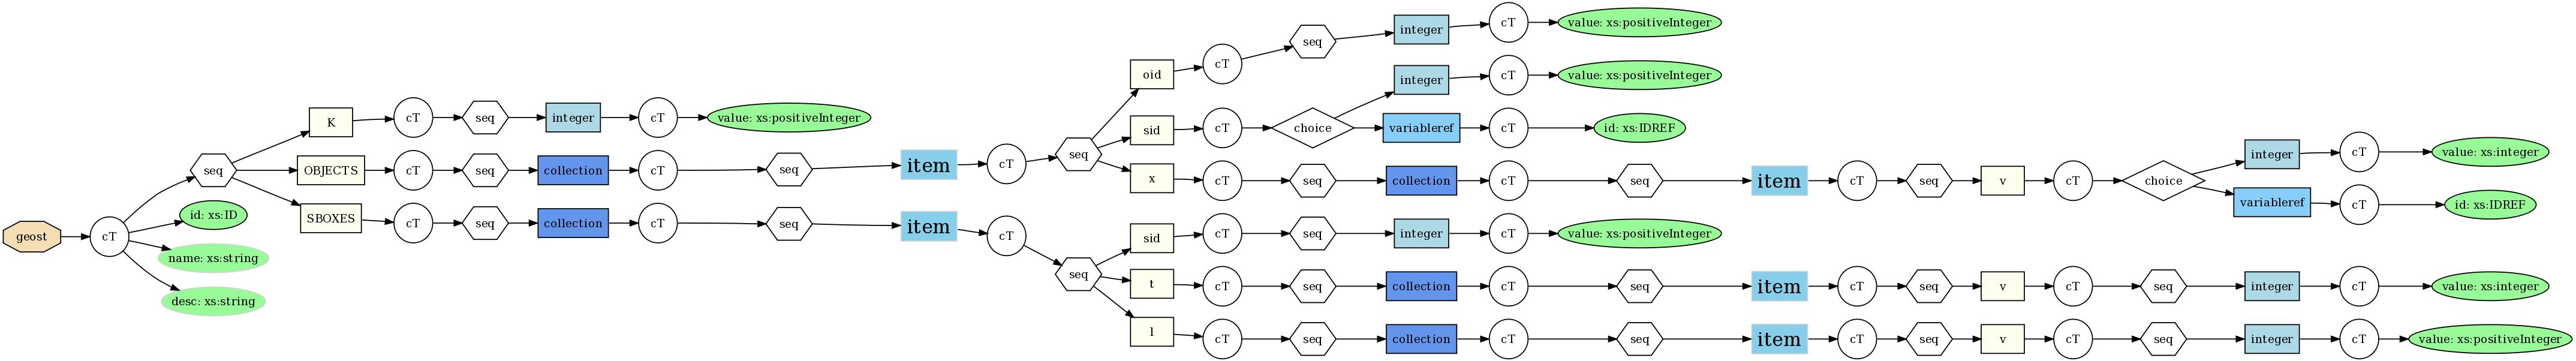 geost
cT
seq
id: xs:ID
name: xs:string
desc: xs:string
K
cT
seq
integer
cT
value: xs:positiveInteger
OBJECTS
cT
seq
collection
cT
seq
item
cT
seq
oid
cT
seq
integer
cT
value: xs:positiveInteger
sid
cT
choice
integer
cT
value: xs:positiveInteger
variableref
cT
id: xs:IDREF
x
cT
seq
collection
cT
seq
item
cT
seq
v
cT
choice
integer
cT
value: xs:integer
variableref
cT
id: xs:IDREF
SBOXES
cT
seq
collection
cT
seq
item
cT
seq
sid
cT
seq
integer
cT
value: xs:positiveInteger
t
cT
seq
collection
cT
seq
item
cT
seq
v
cT
seq
integer
cT
value: xs:integer
l
cT
seq
collection
cT
seq
item
cT
seq
v
cT
seq
integer
cT
value: xs:positiveInteger